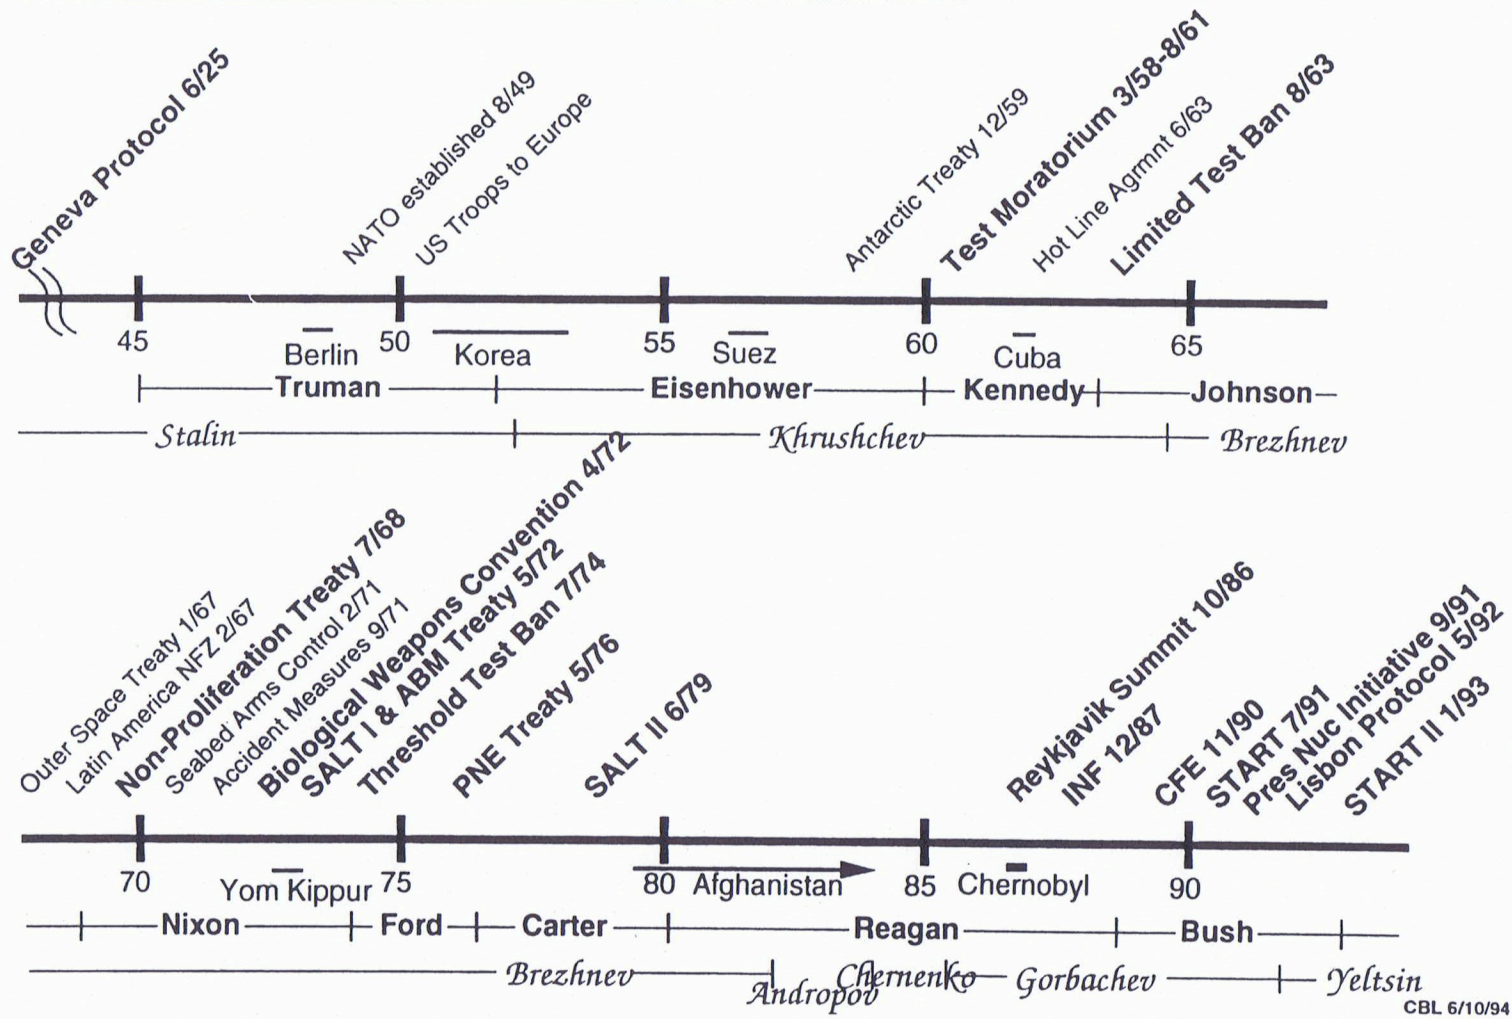 Geneva Protocol 6/25
NATO established 8/49
US Troops to Europe
Antarctic Treaty 12/59
Test Moratorium 3/58-8/61
Hot Line Agrmnt 6/63
Limited Test Ban 8/63
45
50
55
60
65
Berlin
Korea
Suez
Cuba
Truman
Eisenhower
Kennedy
Johnson
Stalin
Khrushchev
Brezhnev
Outer Space Treaty 1/67
Latin America NFZ 2/67
Non-Proliferation Treaty 7/68
Seabed Arms Control 2/71
Accident Measures 9/71
Biological Weapons Convention 4/72
SALT I & ABM Treaty 5/72
Threshold Test Ban 7/74
PNE Treaty 5/76
SALT II 6/79
Reykjavik Summit 10/86
INF 12/87
CFE 11/90
START 7/91
Pres Nuc Initiative 9/91
Lisbon Protocol 5/92
START II 1/93
70
75
80
85
90
Yom Kippur
Afghanistan
Chernobyl
Nixon
Ford
Carter
Reagan
Bush
Brezhnev
Andropov
Chernenko
Gorbachev
Yeltsin
CBL 6/10/94